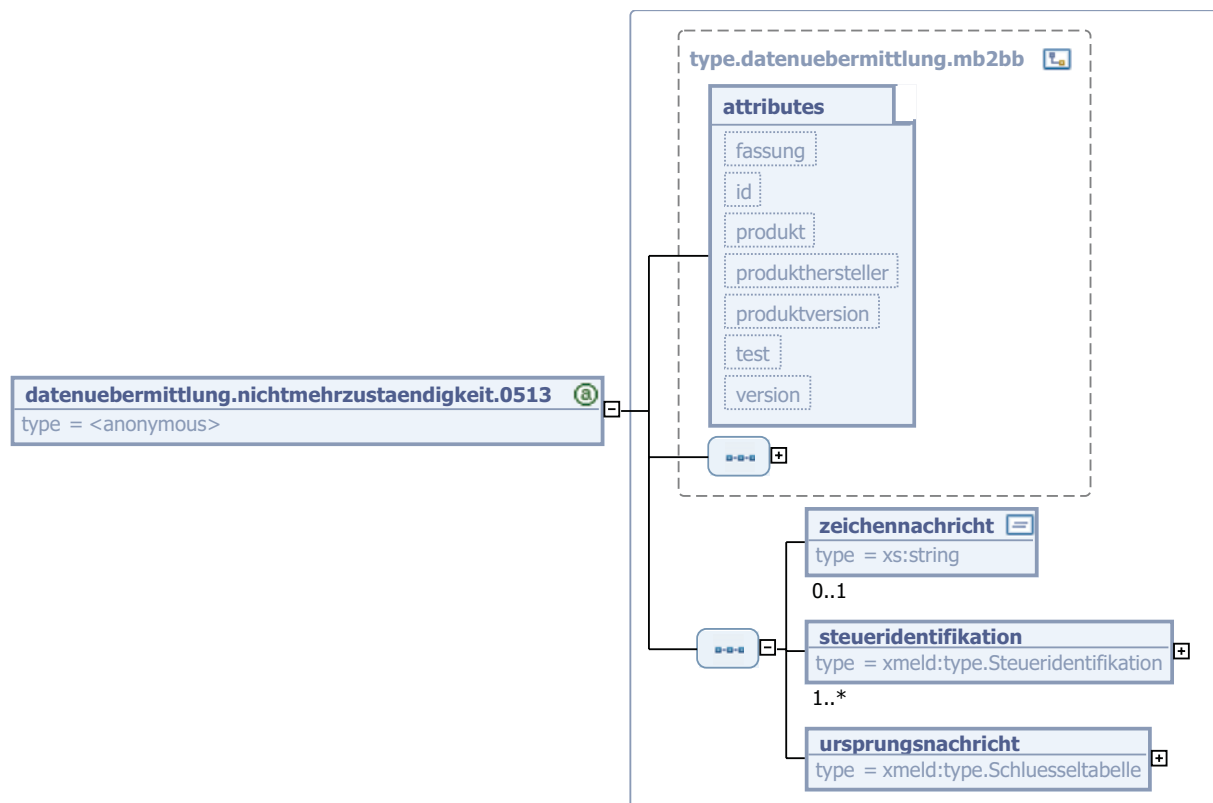 type.datenuebermittlung.mb2bb
attributes
fassung
id
produkt
produkthersteller
produktversion
test
version
datenuebermittlung.nichtmehrzustaendigkeit.0513 @
type = <anonymous>
zeichennachricht
type = xs:string
0..1
steueridentifikation
type = xmeld:type.Steueridentifikation
1..*
ursprungsnachricht
type = xmeld:type.Schluesseltabelle